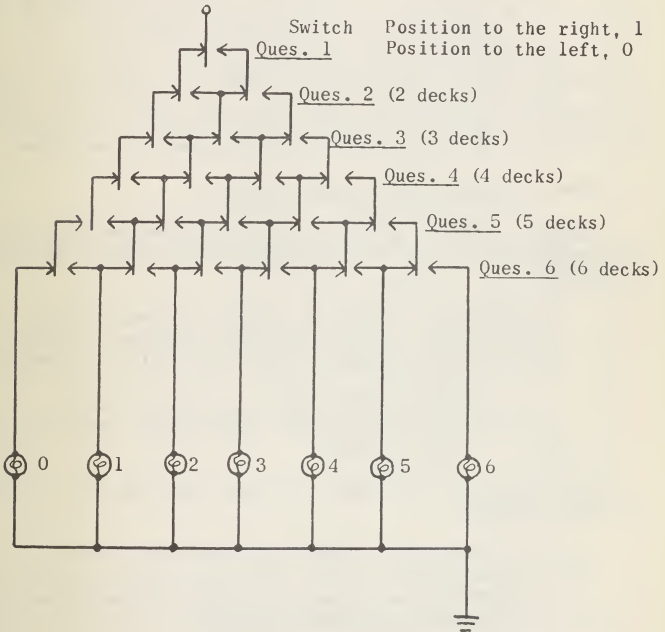 Switch Position to the right, 1
Ques. 1 Position to the left, 0
Ques. 2 (2 decks)
Ques. 3 (3 decks)
Ques. 4 (4 decks)
Ques. 5 (5 decks)
Ques. 6 (6 decks)
0 1 2 3 4 5 6